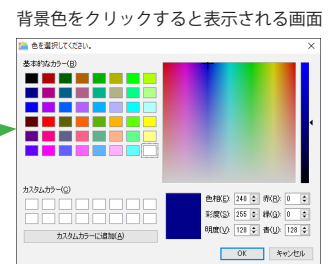 背景色をクリックすると表示される画面
色を選択してください。
基本的なカラー(B)
カスタムカラー(C)
カスタムカラーに追加(A)
色相(E): 240 赤(R): 0
彩度(S): 255 緑(G): 0
明度(V): 128 青(U): 128
OK キャンセル